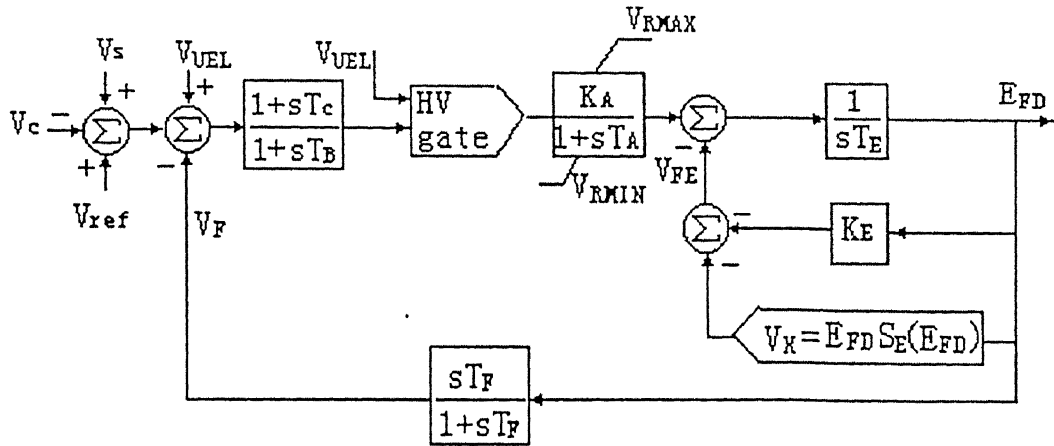 Vs
+
VUEL
+
Vc
−
Σ
+
Vref
Σ
−
1+sTC
1+sTB
VUEL
HV
gate
VRMAX
KA
1+sTA
VRMIN
Σ
−
VFE
1
sTE
EFD
Σ
−
−
KE
VX=EFD SE(EFD)
VF
sTF
1+sTF